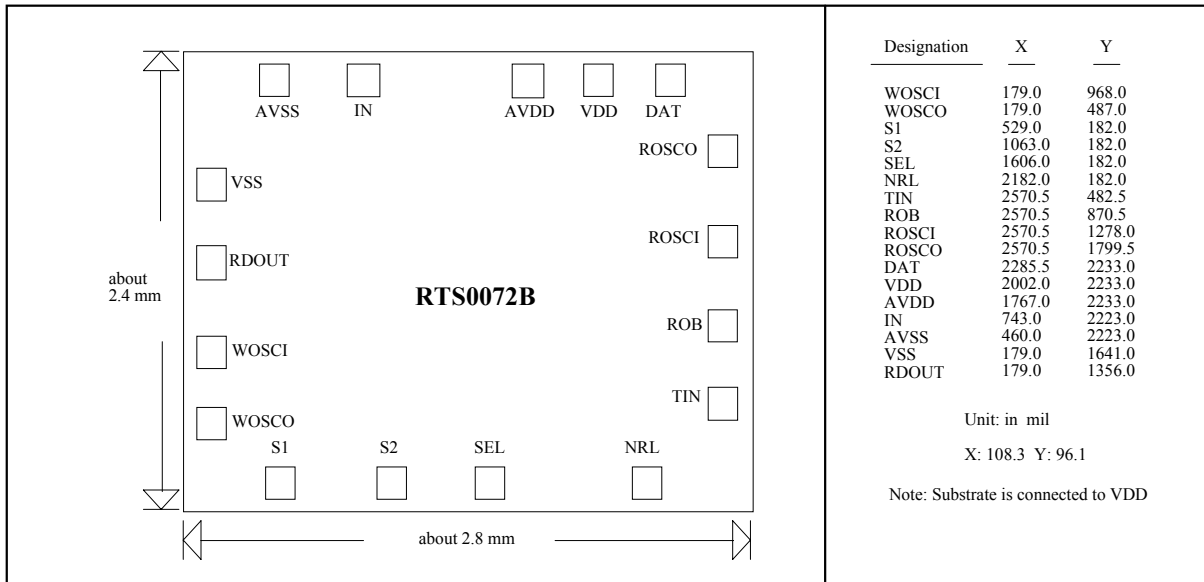 AVSS
IN
AVDD
VDD
DAT
ROSCO
VSS
ROSCI
RDOUT
about
2.4 mm
RTS0072B
ROB
WOSCI
TIN
WOSCO
S1
S2
SEL
NRL
about 2.8 mm
Designation X Y
WOSCI 179.0 968.0
WOSCO 179.0 487.0
S1 529.0 182.0
S2 1063.0 182.0
SEL 1606.0 182.0
NRL 2182.0 182.0
TIN 2570.5 482.5
ROB 2570.5 870.5
ROSCI 2570.5 1278.0
ROSCO 2570.5 1799.5
DAT 2285.5 2233.0
VDD 2002.0 2233.0
AVDD 1767.0 2233.0
IN 743.0 2223.0
AVSS 460.0 2223.0
VSS 179.0 1641.0
RDOUT 179.0 1356.0
Unit: in mil
X: 108.3 Y: 96.1
Note: Substrate is connected to VDD